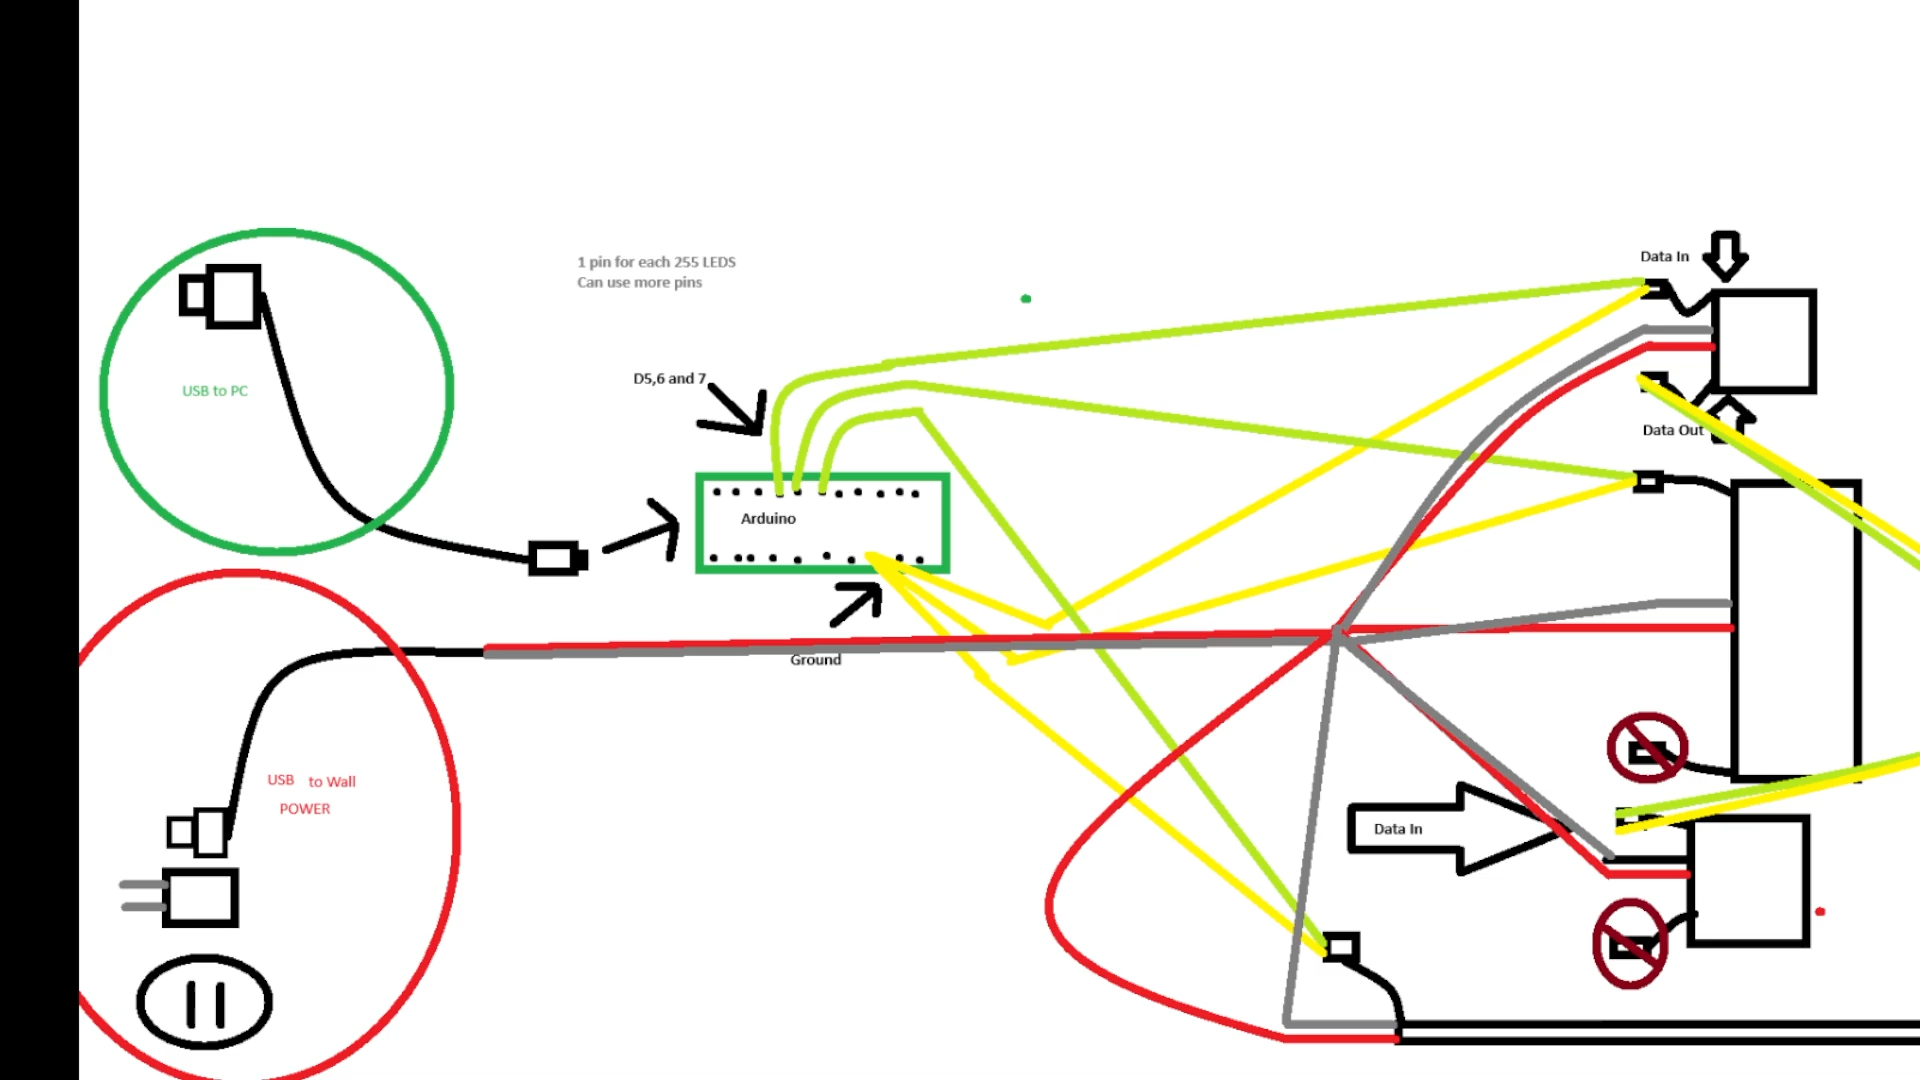 1 pin for each 255 LEDS
Can use more pins
Data In
USB to PC
D5,6 and 7
Data Out
Arduino
Ground
USB to Wall
POWER
Data In